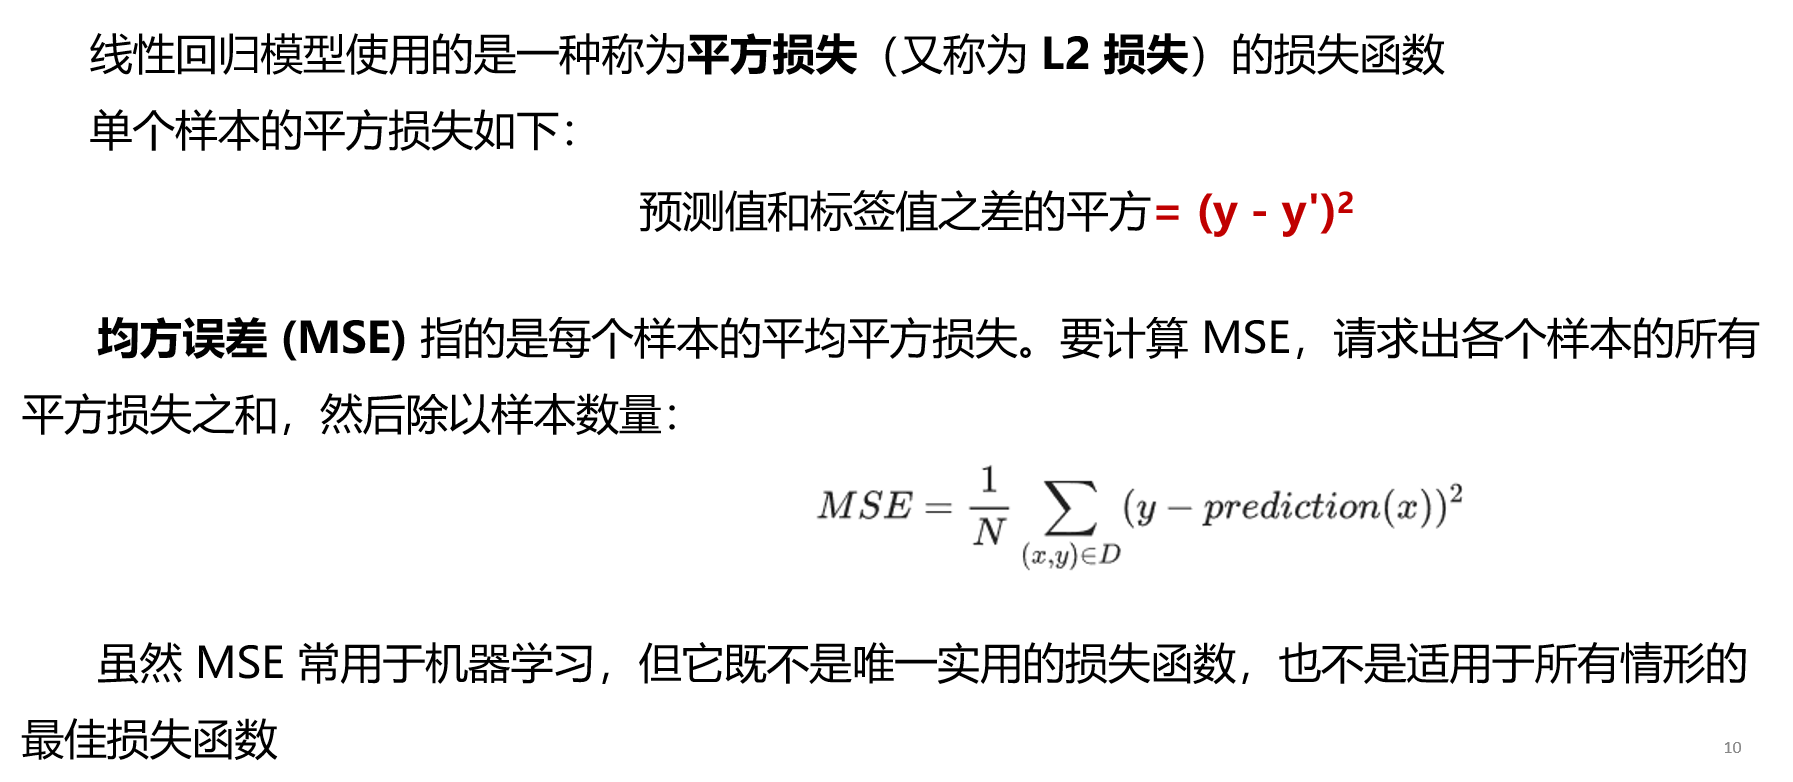 线性回归模型使用的是一种称为平方损失（又称为 L2 损失）的损失函数
单个样本的平方损失如下：
预测值和标签值之差的平方= (y - y')²
均方误差 (MSE) 指的是每个样本的平均平方损失。要计算 MSE，请求出各个样本的所有
平方损失之和，然后除以样本数量：
MSE = \frac{1}{N} \sum_{(x,y)∈D} (y − prediction(x))²
虽然 MSE 常用于机器学习，但它既不是唯一实用的损失函数，也不是适用于所有情形的
最佳损失函数
10